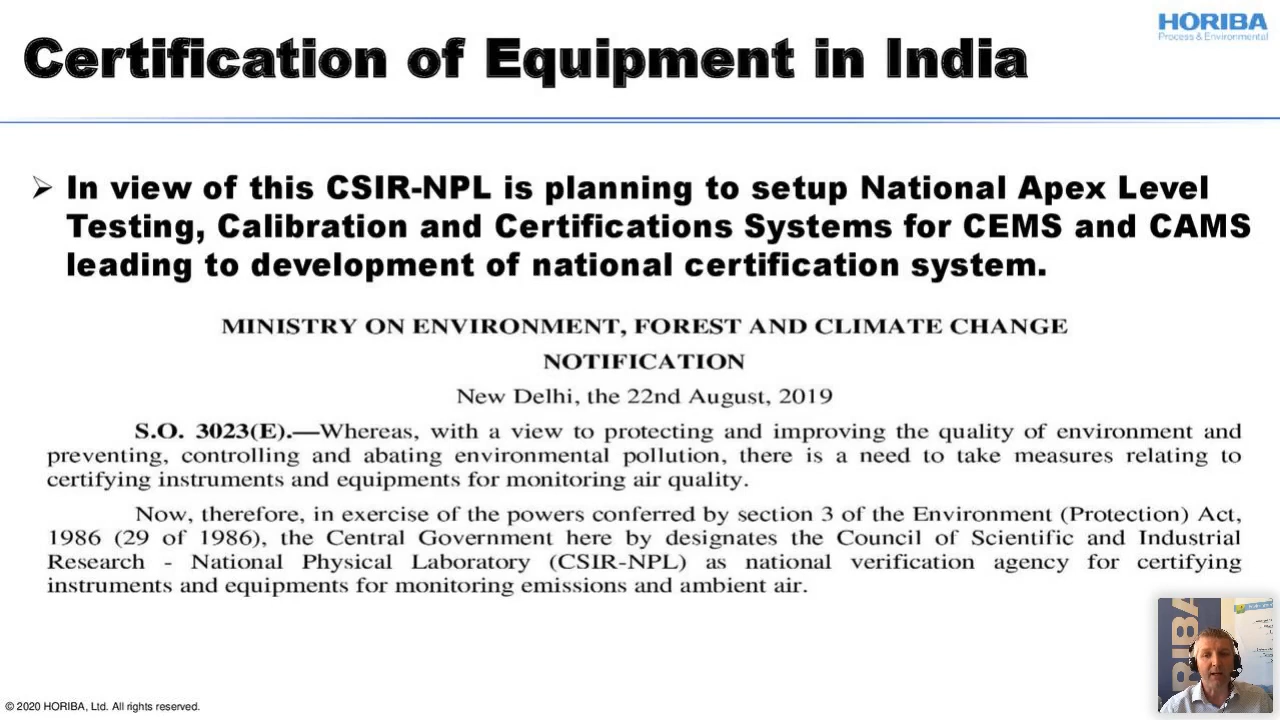 HORIBA
Process & Environmental
Certification of Equipment in India
➢ In view of this CSIR-NPL is planning to setup National Apex Level
Testing, Calibration and Certifications Systems for CEMS and CAMS
leading to development of national certification system.
MINISTRY ON ENVIRONMENT, FOREST AND CLIMATE CHANGE
NOTIFICATION
New Delhi, the 22nd August, 2019
S.O. 3023(E).—Whereas, with a view to protecting and improving the quality of environment and
preventing, controlling and abating environmental pollution, there is a need to take measures relating to
certifying instruments and equipments for monitoring air quality.
Now, therefore, in exercise of the powers conferred by section 3 of the Environment (Protection) Act,
1986 (29 of 1986), the Central Government here by designates the Council of Scientific and Industrial
Research - National Physical Laboratory (CSIR-NPL) as national verification agency for certifying
instruments and equipments for monitoring emissions and ambient air.
RIBA
© 2020 HORIBA, Ltd. All rights reserved.